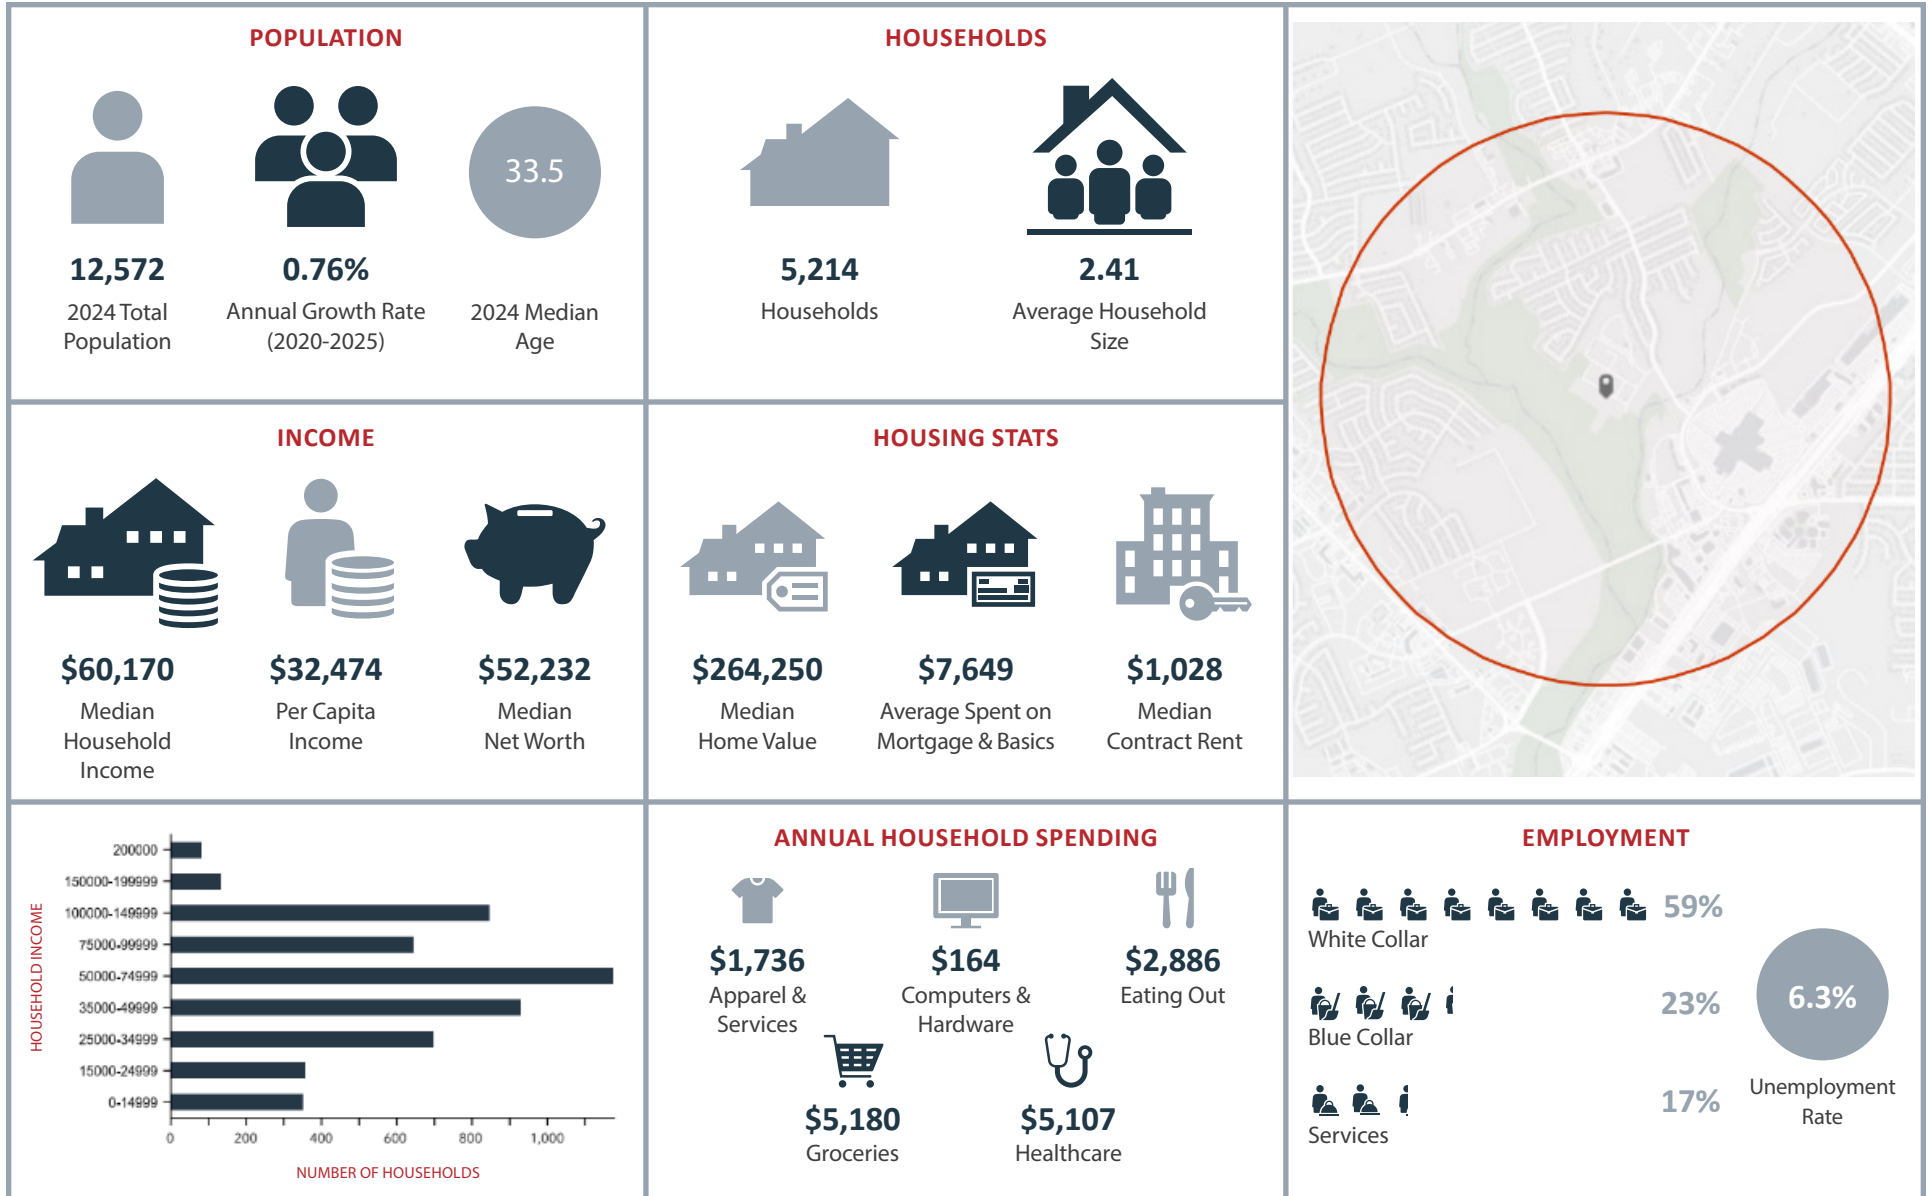 POPULATION
33.5
12,572
2024 Total
Population
0.76%
Annual Growth Rate
(2020-2025)
2024 Median
Age
HOUSEHOLDS
5,214
Households
2.41
Average Household
Size
INCOME
$60,170
Median
Household
Income
$32,474
Per Capita
Income
$52,232
Median
Net Worth
HOUSING STATS
$264,250
Median
Home Value
$7,649
Average Spent on
Mortgage & Basics
$1,028
Median
Contract Rent
HOUSEHOLD INCOME
200000
150000-199999
100000-149999
75000-99999
50000-74999
35000-49999
25000-34999
15000-24999
0-14999
0 200 400 600 800 1,000
NUMBER OF HOUSEHOLDS
ANNUAL HOUSEHOLD SPENDING
$1,736
Apparel &
Services
$164
Computers &
Hardware
$2,886
Eating Out
$5,180
Groceries
$5,107
Healthcare
EMPLOYMENT
59%
White Collar
23%
Blue Collar
17%
Services
6.3%
Unemployment
Rate